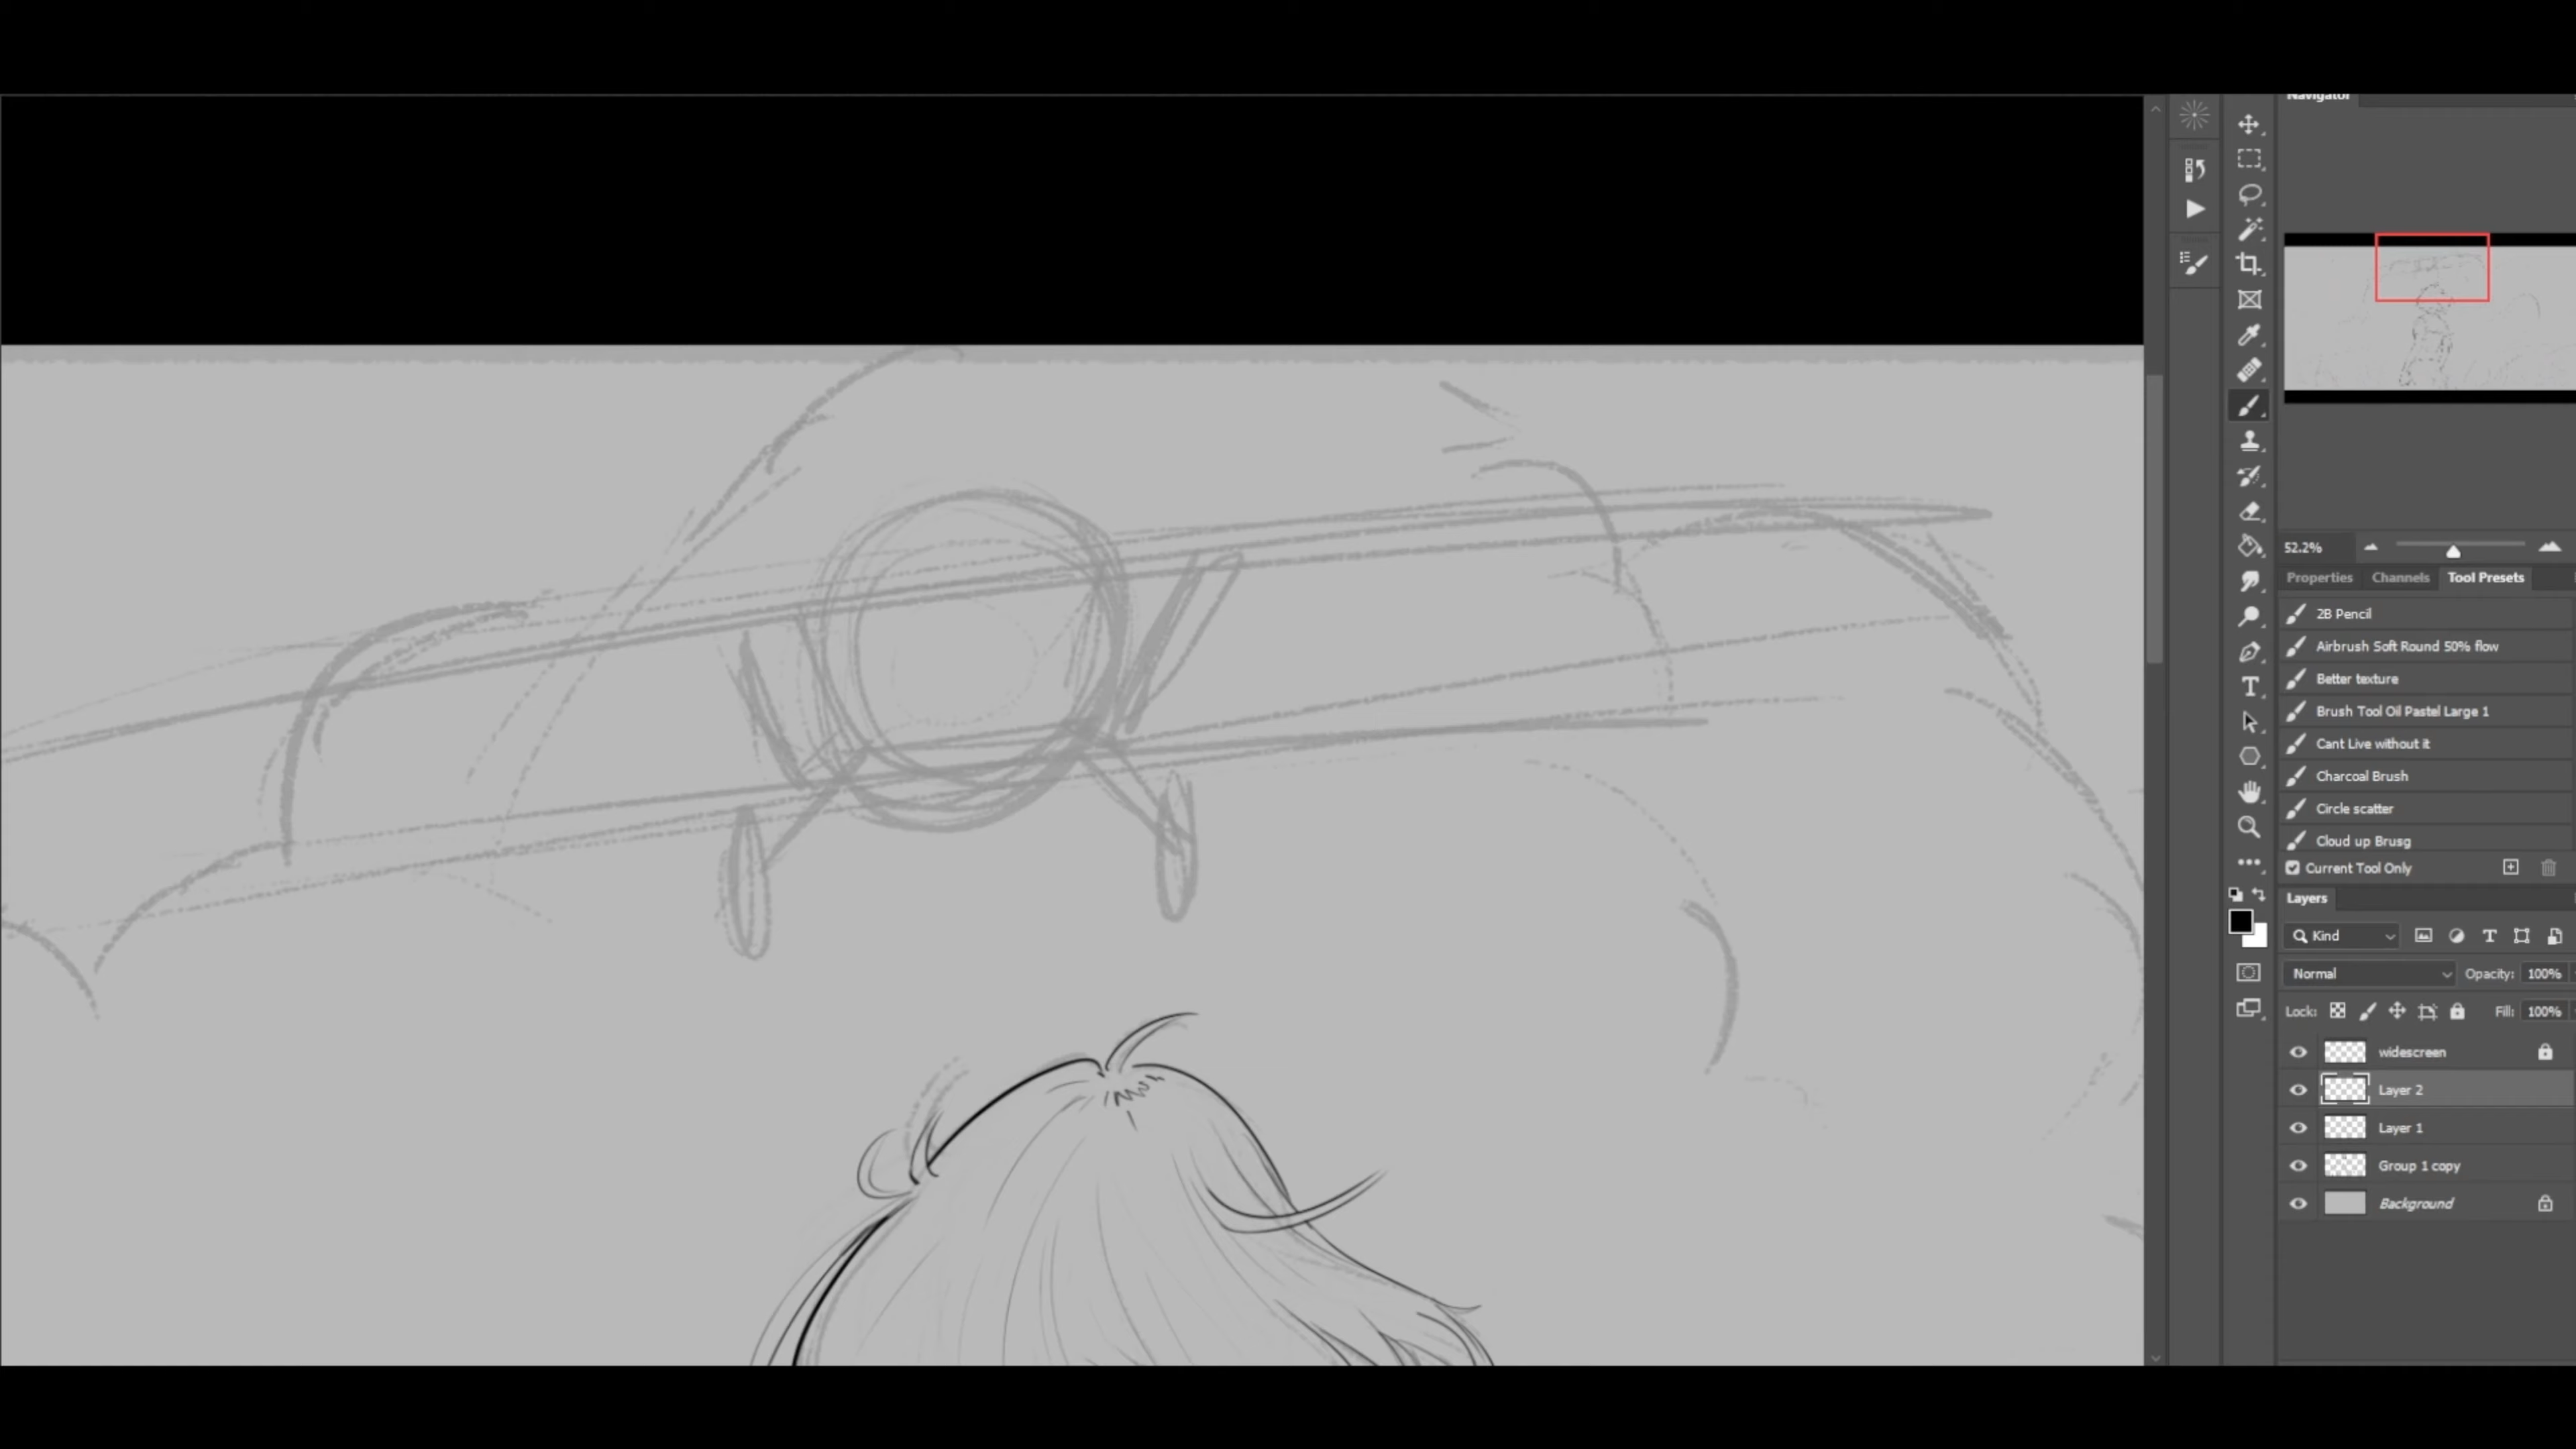 Navigator
52.2%
Properties Channels Tool Presets
2B Pencil
Airbrush Soft Round 50% flow
Better texture
Brush Tool Oil Pastel Large 1
Cant Live without it
Charcoal Brush
Circle scatter
Cloud up Brusg
Current Tool Only
Layers
Kind
Normal Opacity: 100%
Lock: Fill: 100%
widescreen
Layer 2
Layer 1
Group 1 copy
Background